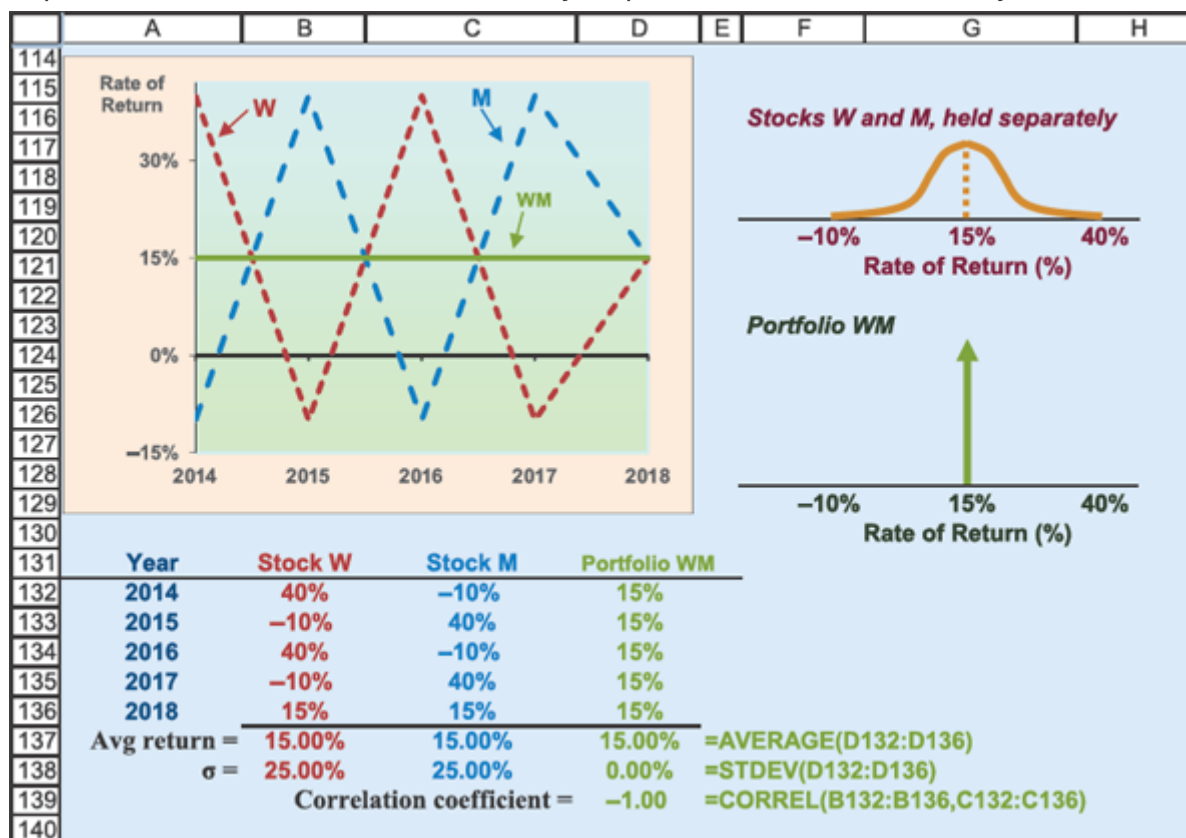 A B C D E F G H
114
115 Rate of
Return
116 W M Stocks W and M, held separately
117 30%
118
119 WM
120 –10% 15% 40%
121 15% Rate of Return (%)
122
123 Portfolio WM
124 0%
125
126
127 –15%
128 2014 2015 2016 2017 2018
129 –10% 15% 40%
130 Rate of Return (%)
131 Year Stock W Stock M Portfolio WM
132 2014 40% –10% 15%
133 2015 –10% 40% 15%
134 2016 40% –10% 15%
135 2017 –10% 40% 15%
136 2018 15% 15% 15%
137 Avg return = 15.00% 15.00% 15.00% =AVERAGE(D132:D136)
138 σ = 25.00% 25.00% 0.00% =STDEV(D132:D136)
139 Correlation coefficient = –1.00 =CORREL(B132:B136,C132:C136)
140